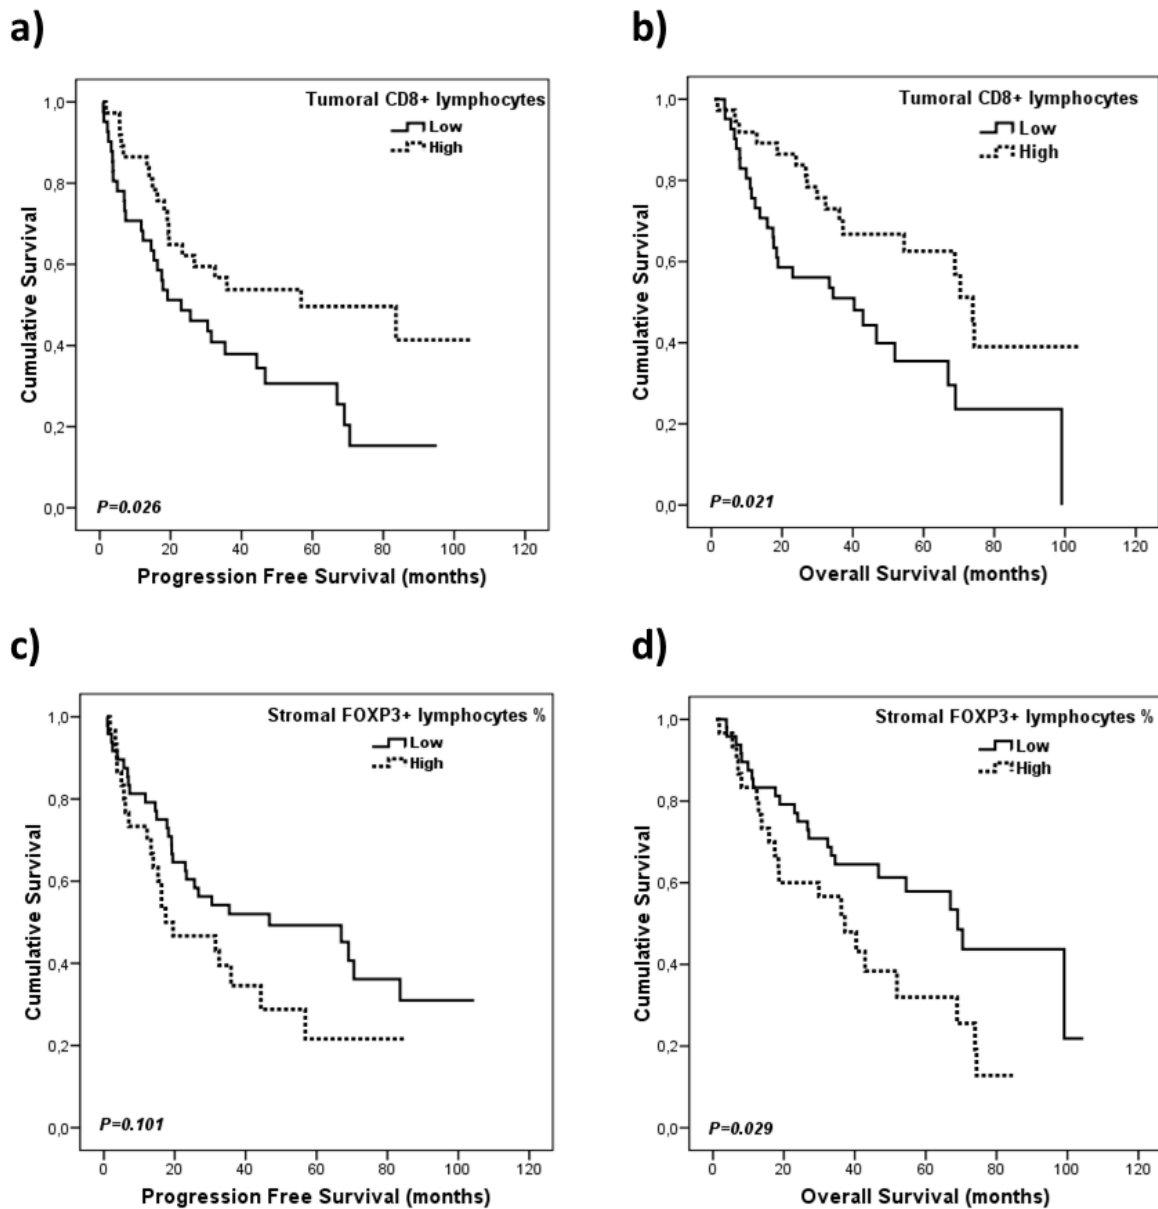 a)
Tumoral CD8+ lymphocytes
Low
High
Cumulative Survival
1,0
0,8
0,6
0,4
0,2
0,0
P=0.026
0 20 40 60 80 100 120
Progression Free Survival (months)
b)
Tumoral CD8+ lymphocytes
Low
High
Cumulative Survival
1,0
0,8
0,6
0,4
0,2
0,0
P=0.021
0 20 40 60 80 100 120
Overall Survival (months)
c)
Stromal FOXP3+ lymphocytes %
Low
High
Cumulative Survival
1,0
0,8
0,6
0,4
0,2
0,0
P=0.101
0 20 40 60 80 100 120
Progression Free Survival (months)
d)
Stromal FOXP3+ lymphocytes %
Low
High
Cumulative Survival
1,0
0,8
0,6
0,4
0,2
0,0
P=0.029
0 20 40 60 80 100 120
Overall Survival (months)